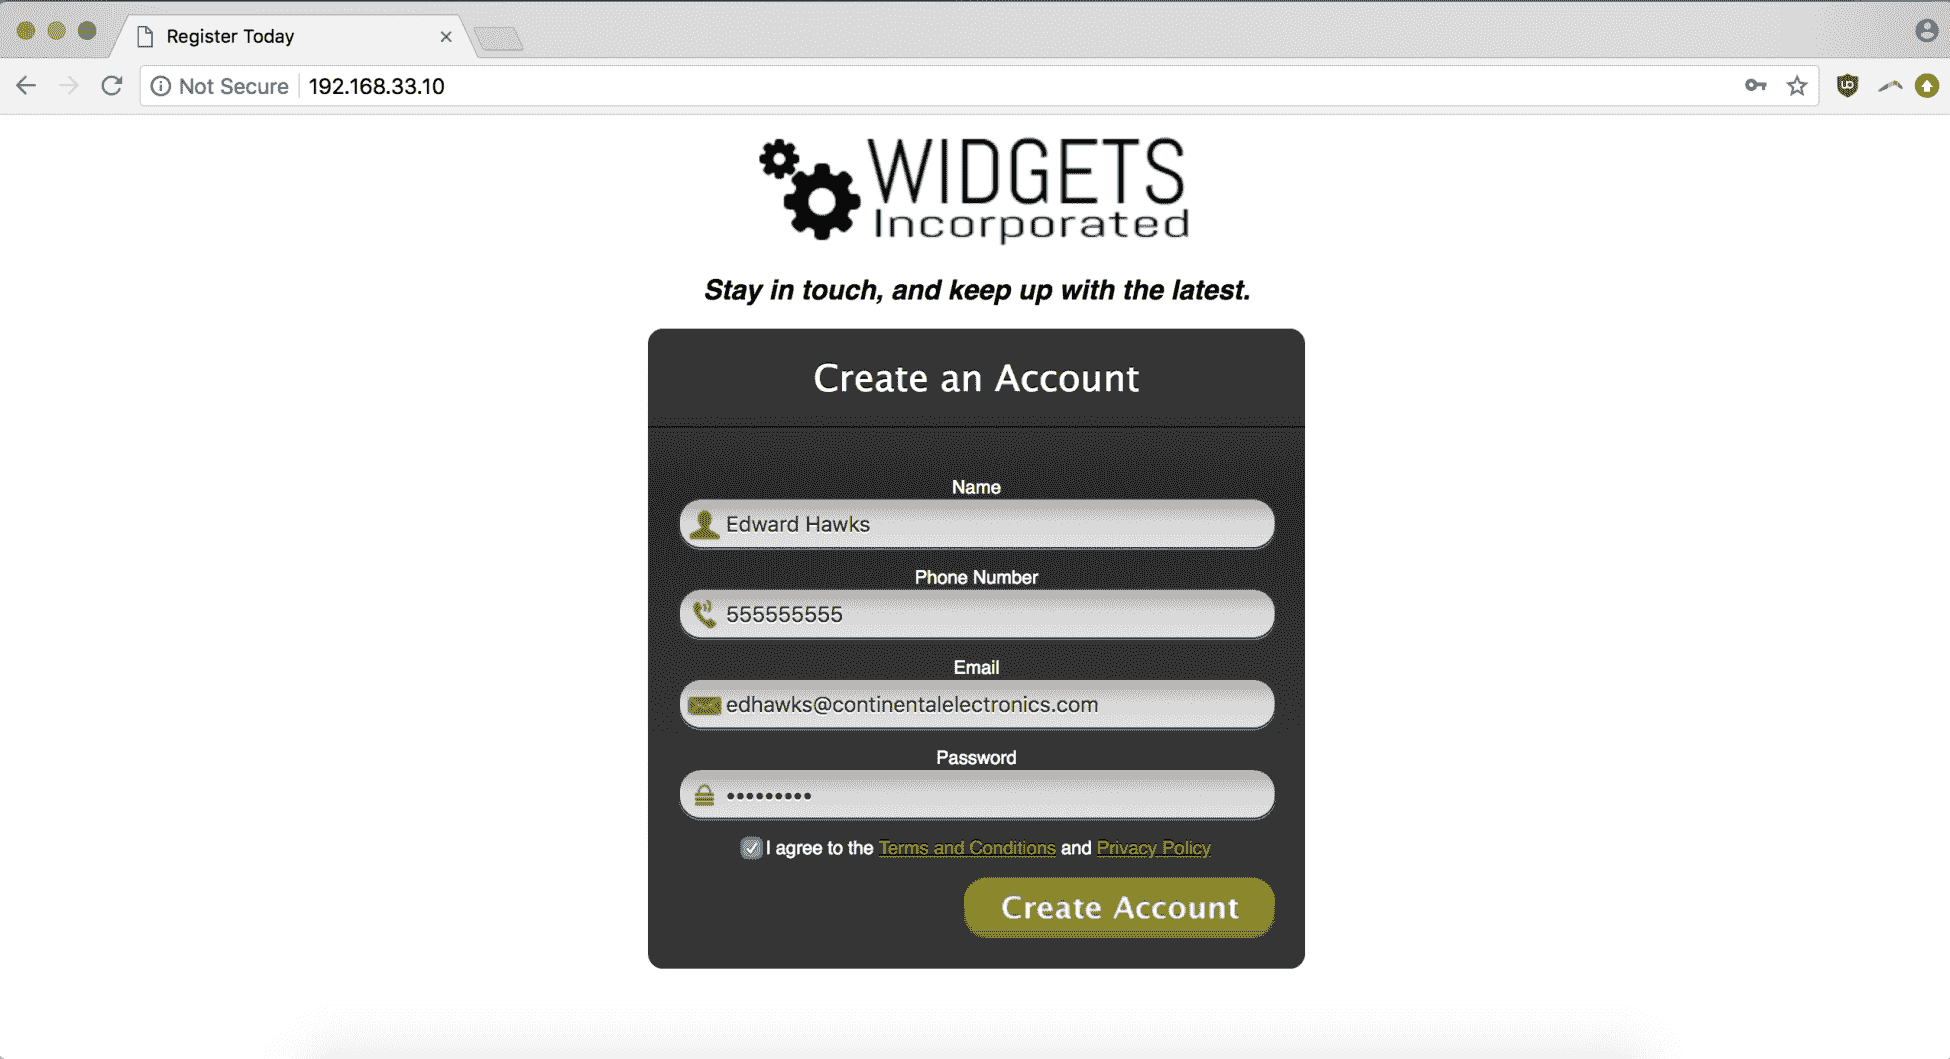 Register Today
Not Secure 192.168.33.10
WIDGETS
Incorporated
Stay in touch, and keep up with the latest.
Create an Account
Name
Edward Hawks
Phone Number
555555555
Email
edhawks@continentalelectronics.com
Password
•••••••••
I agree to the Terms and Conditions and Privacy Policy
Create Account